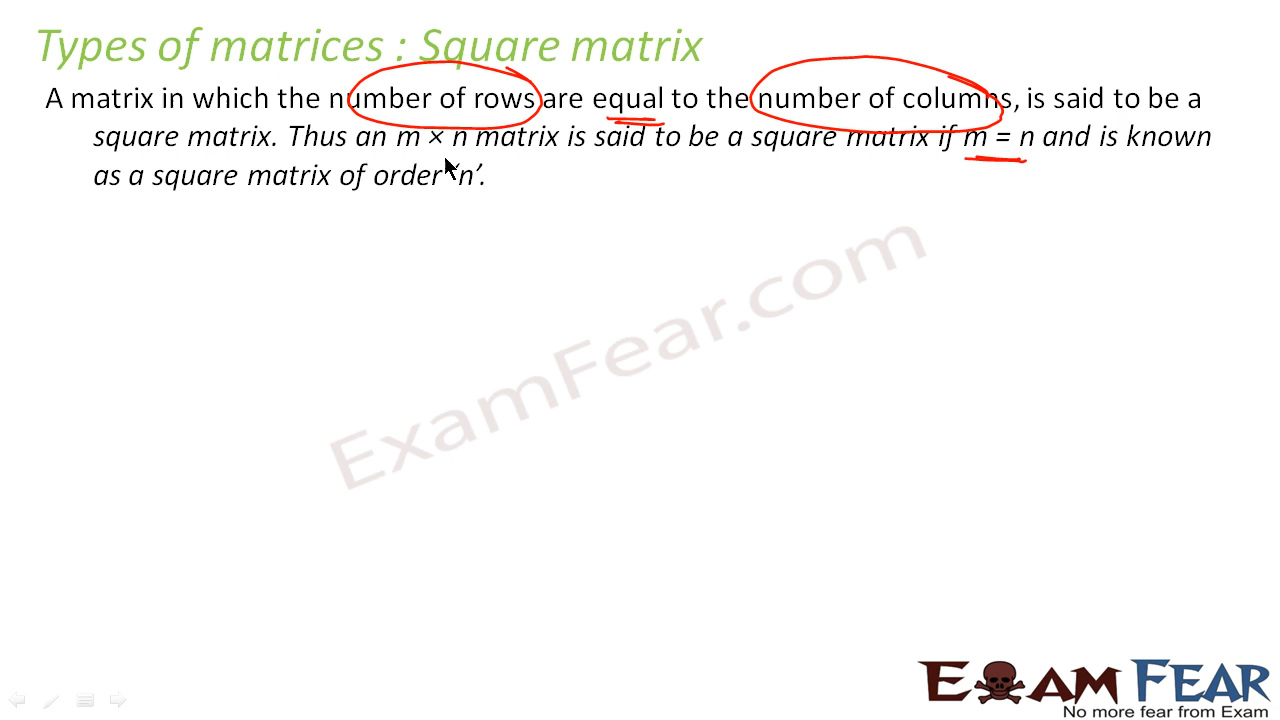 Types of matrices : Square matrix
A matrix in which the number of rows are equal to the number of columns, is said to be a
square matrix. Thus an m × n matrix is said to be a square matrix if m = n and is known
as a square matrix of order ‘n’.
ExamFear.com
EXAM FEAR
No more fear from Exam